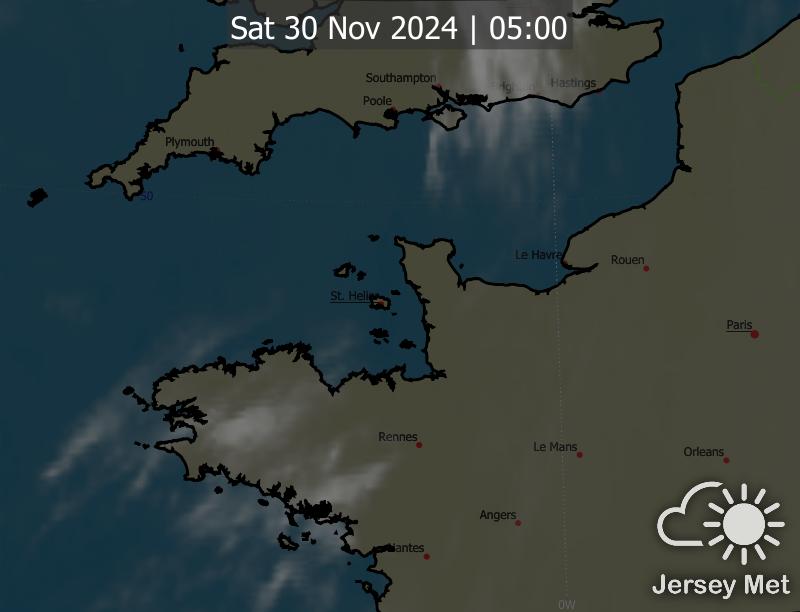 Sat 30 Nov 2024 | 05:00
Southampton
Hastings
Poole
Plymouth
50
Le Havre
Rouen
St. Helier
Paris
Rennes
Le Mans
Orleans
Angers
Nantes
0W
Jersey Met